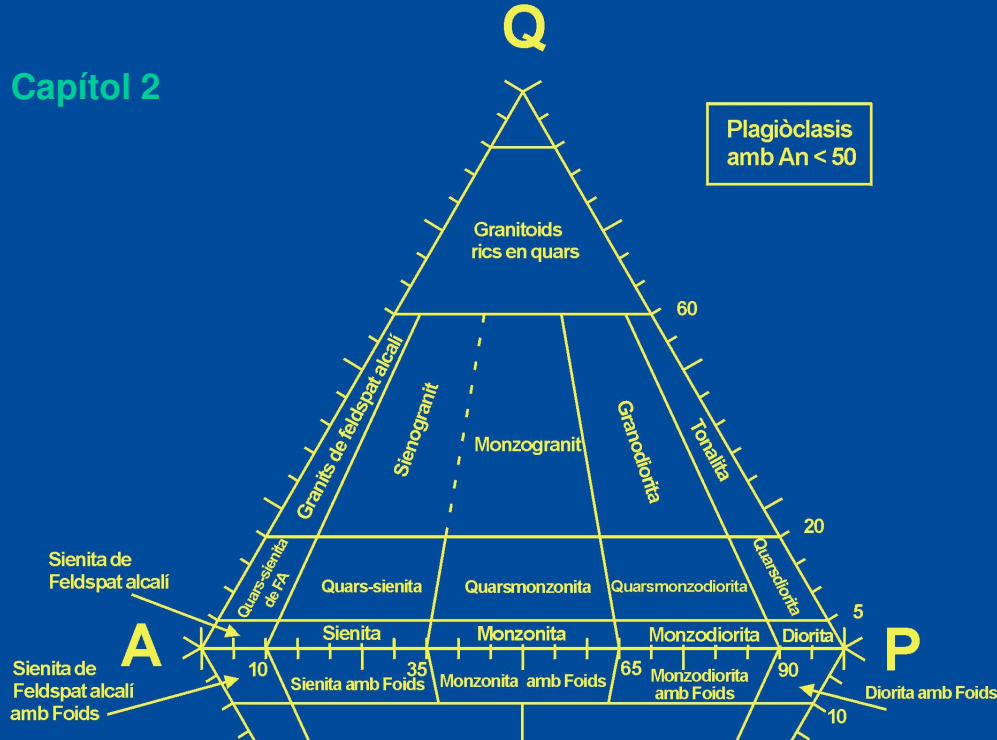 Q
Capítol 2
Plagiòclasis
amb An < 50
Granitoids
rics en quars
60
Granits de feldspat alcalí
Sienogranit
Monzogranit
Granodiorita
Tonalita
20
Sienita de
Feldspat alcalí
Quars-sienita
de FA
Quars-sienita
Quarsmonzonita
Quarsmonzodiorita
Quarsdiorita
5
A
Sienita
Monzonita
Monzodiorita
Diorita
P
10
35
65
90
Sienita de
Feldspat alcalí
amb Foids
Sienita amb Foids
Monzonita amb Foids
Monzodiorita
amb Foids
Diorita amb Foids
10